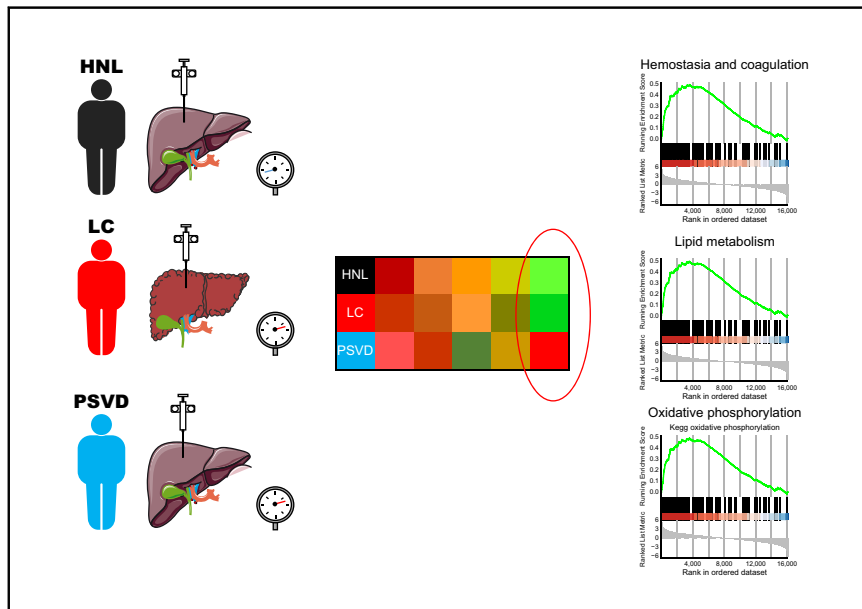 HNL
LC
PSVD
HNL
LC
PSVD
Hemostasia and coagulation
Running Enrichment Score
0.5
0.4
0.3
0.2
0.1
0.0
Ranked List Metric
6
3
0
−3
−6
4,000 8,000 12,000 16,000
Rank in ordered dataset
Lipid metabolism
Running Enrichment Score
0.5
0.4
0.3
0.2
0.1
0.0
Ranked List Metric
6
3
0
−3
−6
4,000 8,000 12,000 16,000
Rank in ordered dataset
Oxidative phosphorylation
Kegg oxidative phosphorylation
Running Enrichment Score
0.5
0.4
0.3
0.2
0.1
0.0
Ranked List Metric
6
3
0
−3
−6
4,000 8,000 12,000 16,000
Rank in ordered dataset